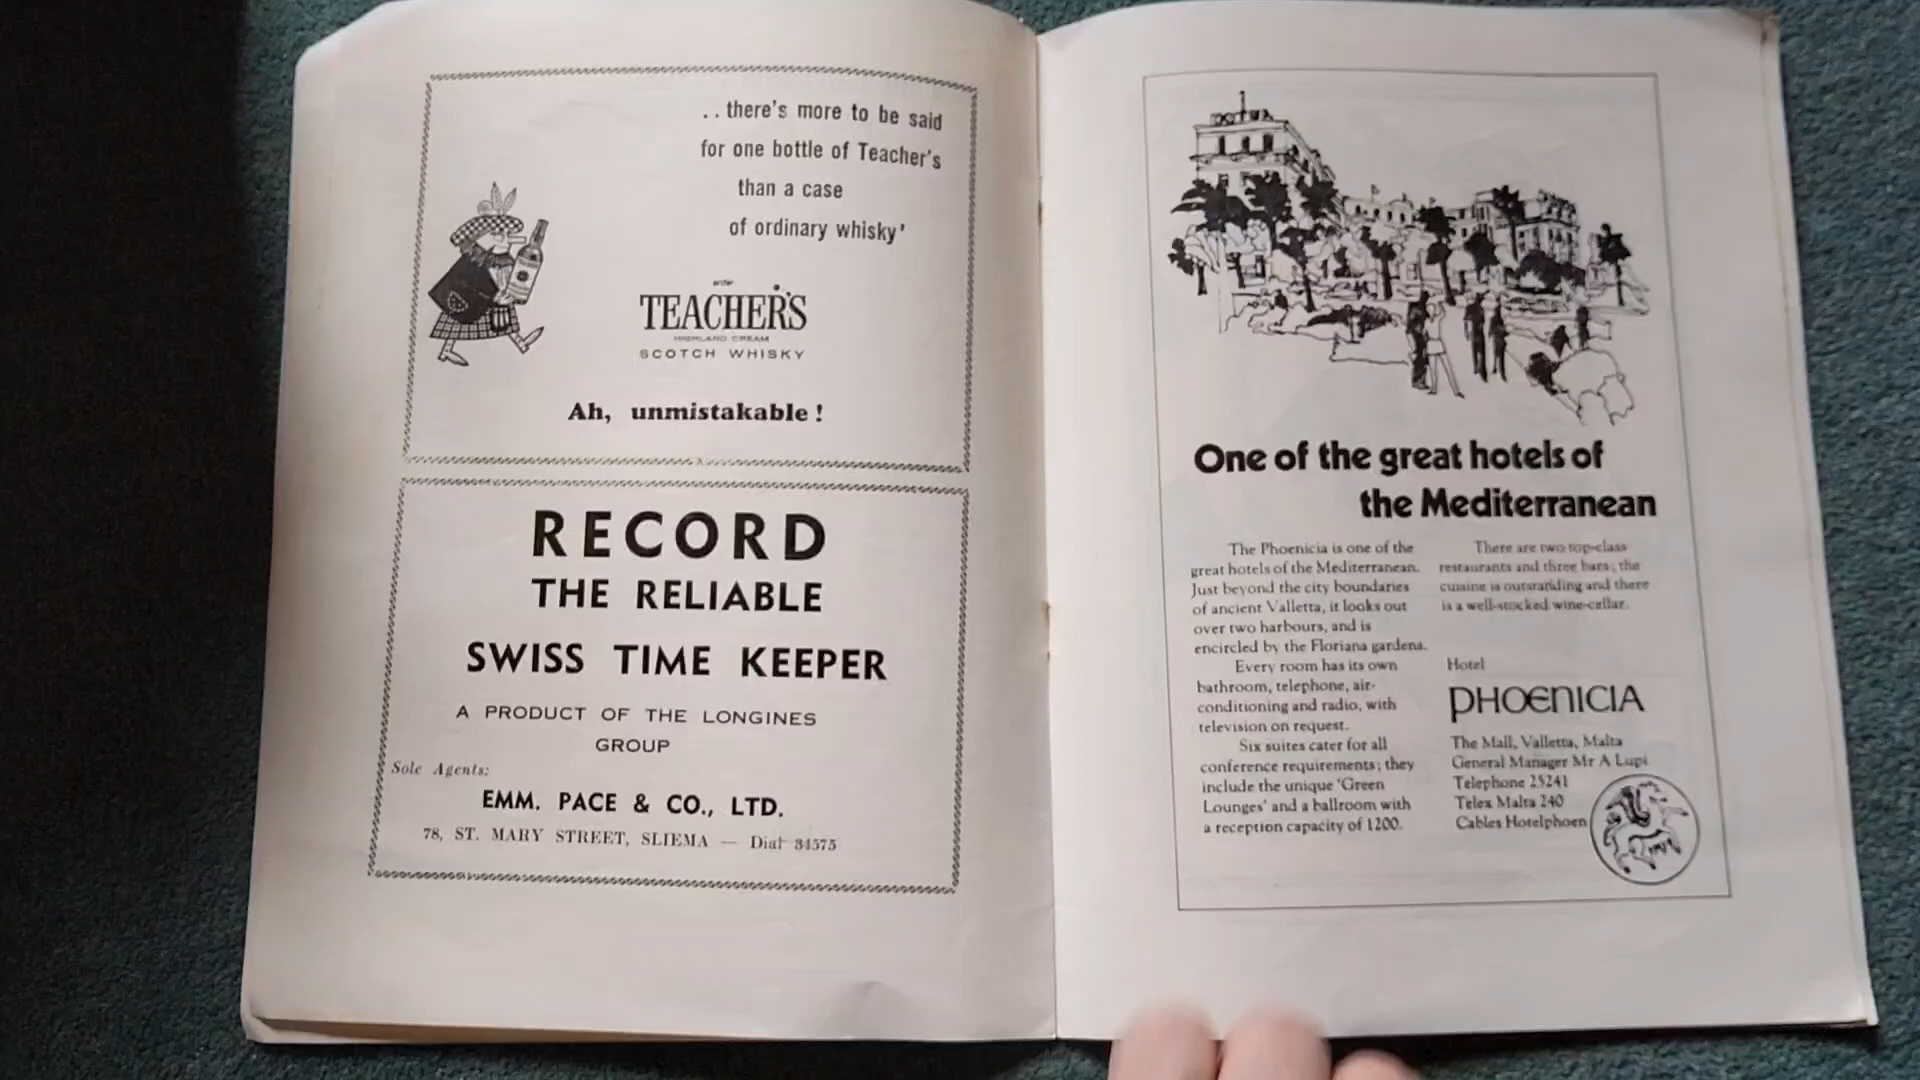 ..there's more to be said
for one bottle of Teacher's
than a case
of ordinary whisky'
TEACHER'S
HIGHLAND CREAM
SCOTCH WHISKY
Ah, unmistakable!
RECORD
THE RELIABLE
SWISS TIME KEEPER
A PRODUCT OF THE LONGINES
GROUP
Sole Agents:
EMM. PACE & CO., LTD.
78, ST. MARY STREET, SLIEMA — Dial 34575
One of the great hotels of
the Mediterranean
The Phoenicia is one of the
great hotels of the Mediterranean.
Just beyond the city boundaries
of ancient Valletta, it looks out
over two harbours, and is
encircled by the Floriana gardens.
Every room has its own
bathroom, telephone, air-
conditioning and radio, with
television on request.
Six suites cater for all
conference requirements; they
include the unique 'Green
Lounges' and a ballroom with
a reception capacity of 1200.
There are two top-class
restaurants and three bars; the
cuisine is outstanding and there
is a well-stocked wine-cellar.
Hotel
PHOENICIA
The Mall, Valletta, Malta
General Manager Mr A Lupi
Telephone 25241
Telex Malta 240
Cables Hotelphoen